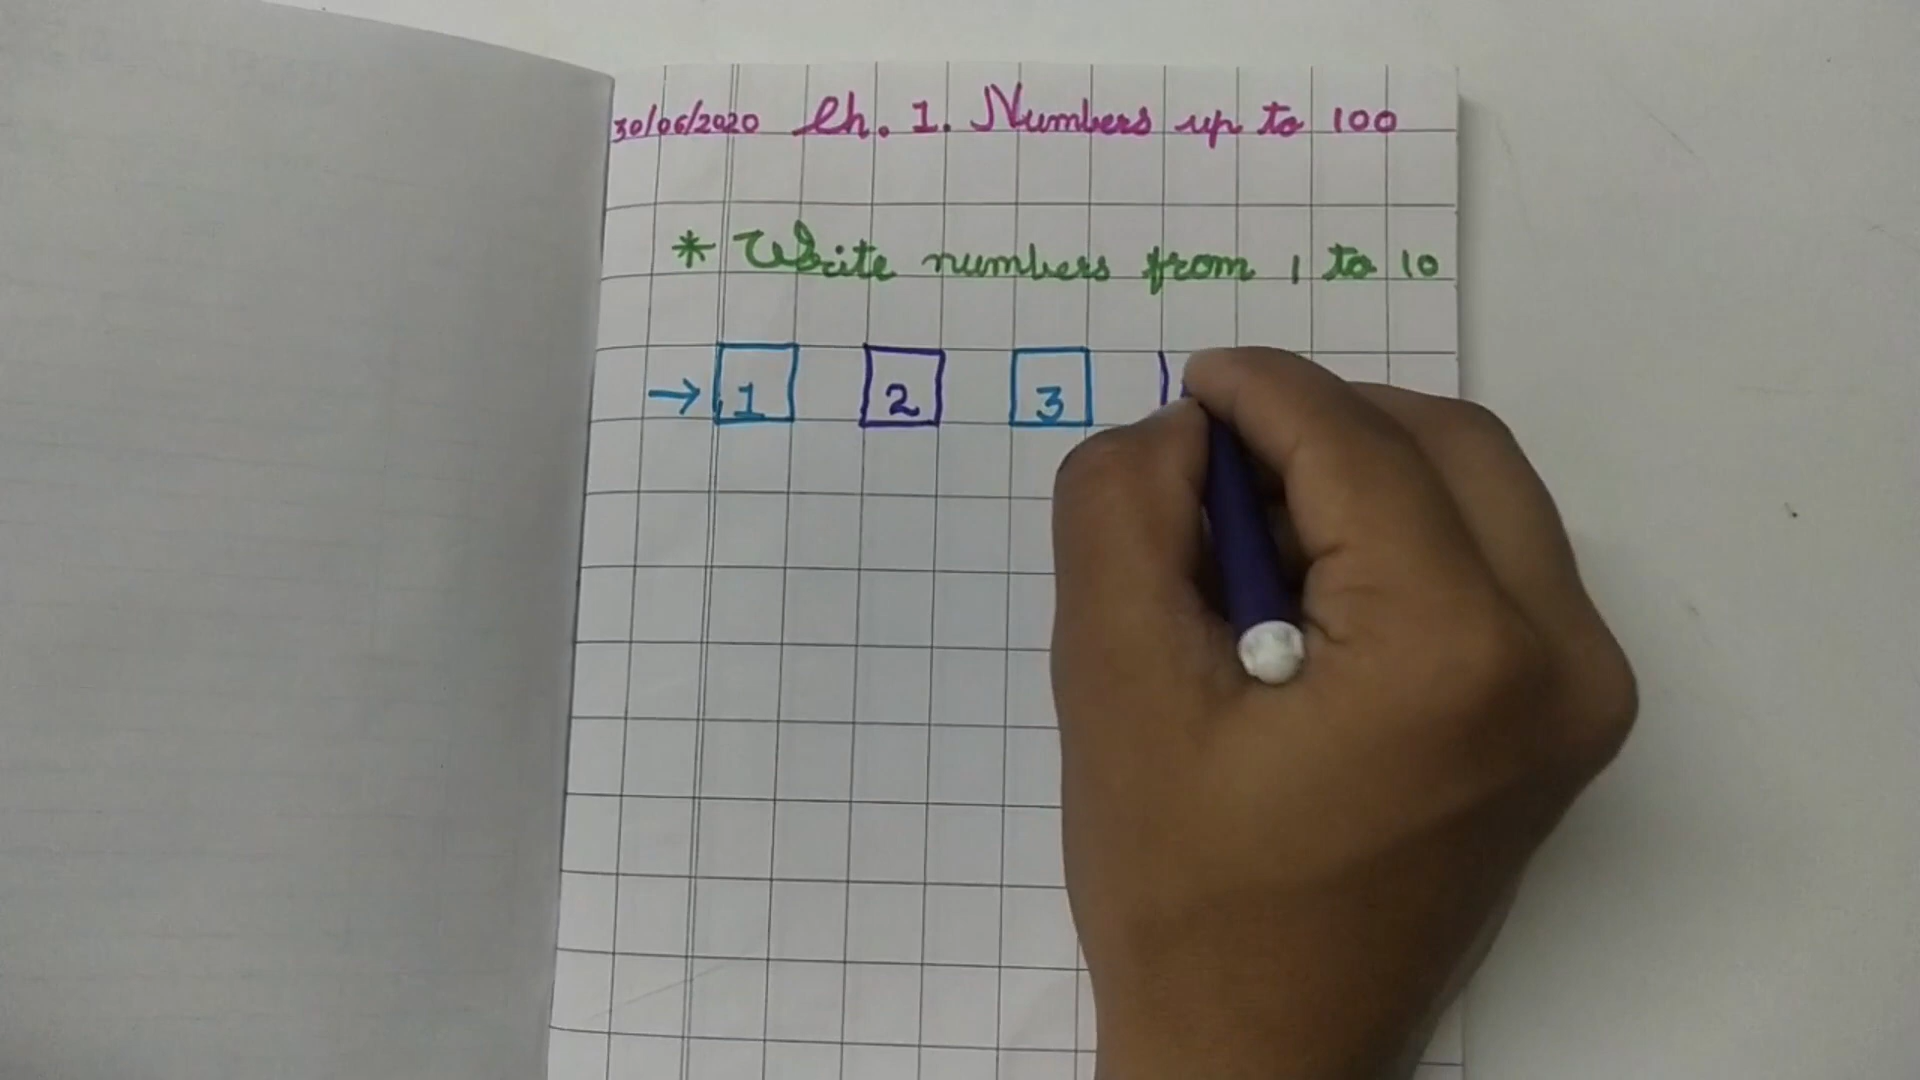 30/06/2020 Ch. 1. Numbers up to 100
* Write numbers from 1 to 10
→ 1 2 3